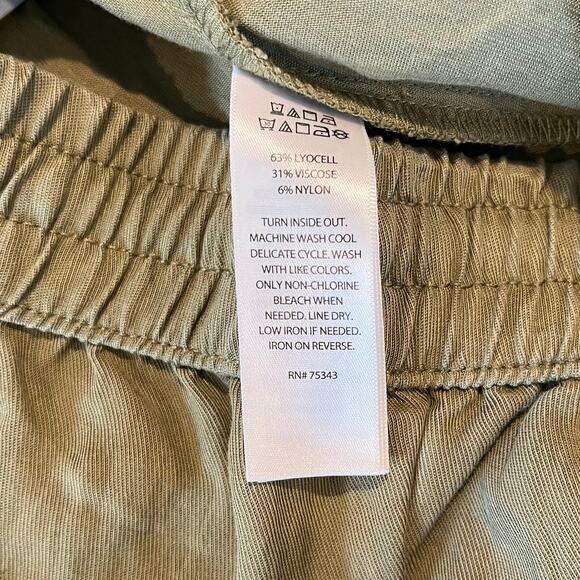 63% LYOCELL
31% VISCOSE
6% NYLON
TURN INSIDE OUT.
MACHINE WASH COOL
DELICATE CYCLE. WASH
WITH LIKE COLORS.
ONLY NON-CHLORINE
BLEACH WHEN
NEEDED. LINE DRY.
LOW IRON IF NEEDED.
IRON ON REVERSE.
RN# 75343